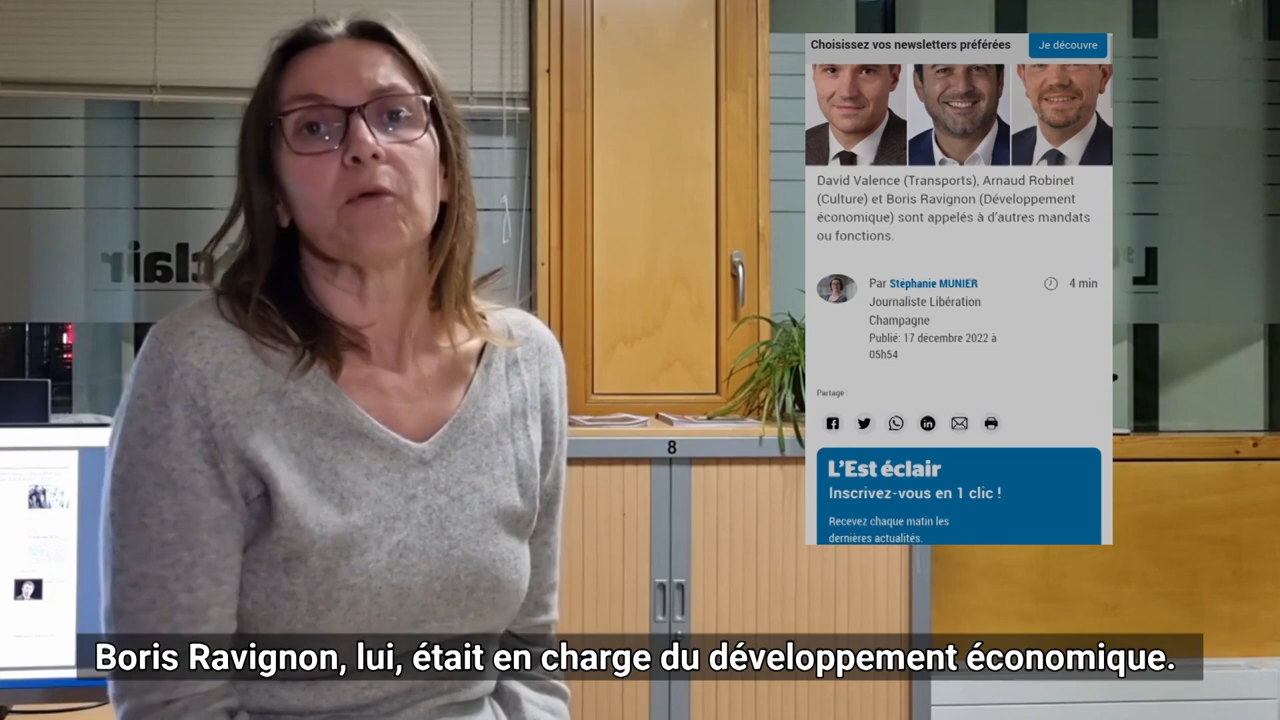 Choisissez vos newsletters préférées
Je découvre
David Valence (Transports), Arnaud Robinet
(Culture) et Boris Ravignon (Développement
économique) sont appelés à d'autres mandats
ou fonctions.
Par Stéphanie MUNIER
4 min
Journaliste Libération
Champagne
Publié: 17 décembre 2022 à
05h54
Partage :
L'Est éclair
Inscrivez-vous en 1 clic !
Recevez chaque matin les
dernières actualités.
clair
8
Boris Ravignon, lui, était en charge du développement économique.